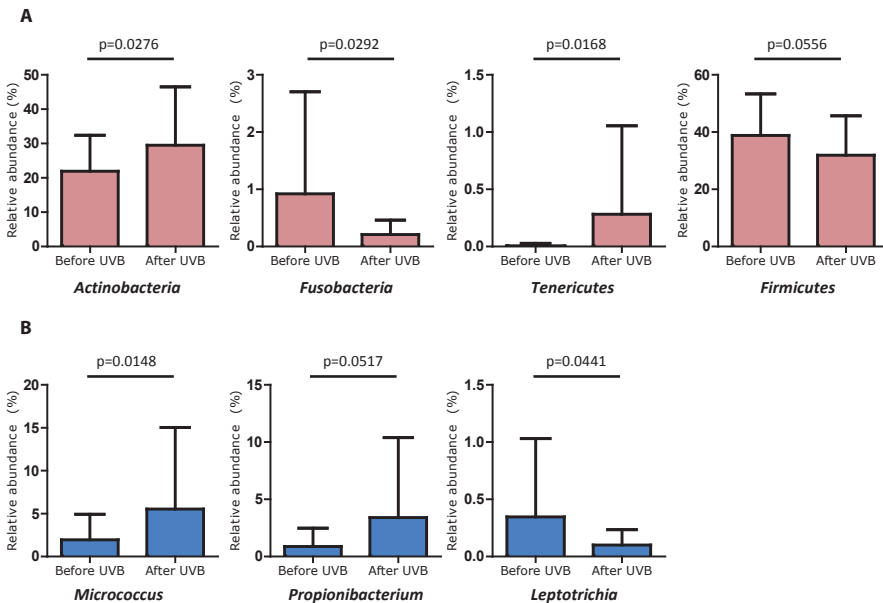 A
p=0.0276
p=0.0292
p=0.0168
p=0.0556
Relative abundance (%)
50
40
30
20
10
0
Before UVB After UVB
Actinobacteria
Relative abundance (%)
3
2
1
0
Before UVB After UVB
Fusobacteria
Relative abundance (%)
1.5
1.0
0.5
0.0
Before UVB After UVB
Tenericutes
Relative abundance (%)
60
40
20
0
Before UVB After UVB
Firmicutes
B
p=0.0148
p=0.0517
p=0.0441
Relative abundance (%)
20
15
10
5
0
Before UVB After UVB
Micrococcus
Relative abundance (%)
15
10
5
0
Before UVB After UVB
Propionibacterium
Relative abundance (%)
1.5
1.0
0.5
0.0
Before UVB After UVB
Leptotrichia